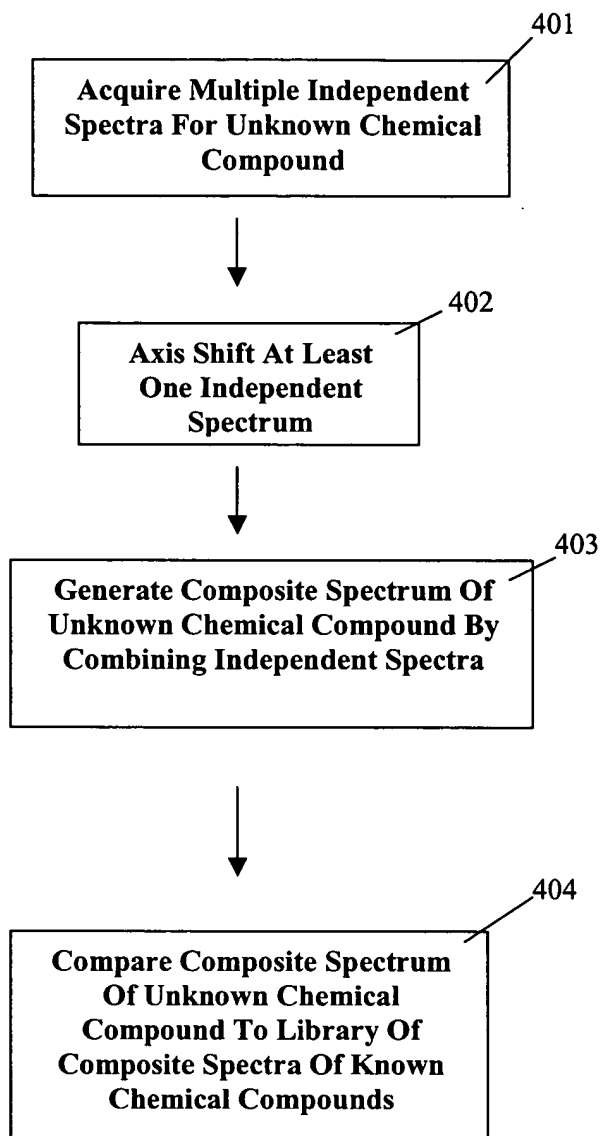 401
Acquire Multiple Independent
Spectra For Unknown Chemical
Compound
402
Axis Shift At Least
One Independent
Spectrum
403
Generate Composite Spectrum Of
Unknown Chemical Compound By
Combining Independent Spectra
404
Compare Composite Spectrum
Of Unknown Chemical
Compound To Library Of
Composite Spectra Of Known
Chemical Compounds